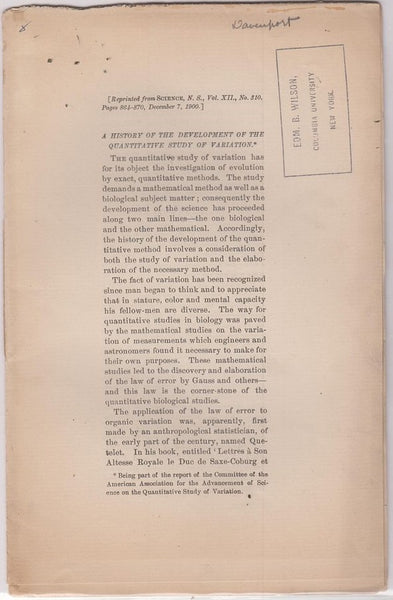 8
Davenport
EDM. B. WILSON,
COLUMBIA UNIVERSITY
NEW YORK.
[Reprinted from SCIENCE, N. S., Vol. XII., No. 310,
Pages 864-870, December 7, 1900.]
A HISTORY OF THE DEVELOPMENT OF THE
QUANTITATIVE STUDY OF VARIATION.*
THE quantitative study of variation has
for its object the investigation of evolution
by exact, quantitative methods. The study
demands a mathematical method as well as a
biological subject matter; consequently the
development of the science has proceeded
along two main lines—the one biological
and the other mathematical. Accordingly,
the history of the development of the quan-
titative method involves a consideration of
both the study of variation and the elabo-
ration of the necessary method.
The fact of variation has been recognized
since man began to think and to appreciate
that in stature, color and mental capacity
his fellow-men are diverse. The way for
quantitative studies in biology was paved
by the mathematical studies on the varia-
tion of measurements which engineers and
astronomers found it necessary to make for
their own purposes. These mathematical
studies led to the discovery and elaboration
of the law of error by Gauss and others—
and this law is the corner-stone of the
quantitative biological studies.
The application of the law of error to
organic variation was, apparently, first
made by an anthropological statistician, of
the early part of the century, named Que-
telet. In his book, entitled 'Lettres à Son
Altesse Royale le Duc de Saxe-Coburg et
* Being part of the report of the Committee of the
American Association for the Advancement of Sci-
ence on the Quantitative Study of Variation.